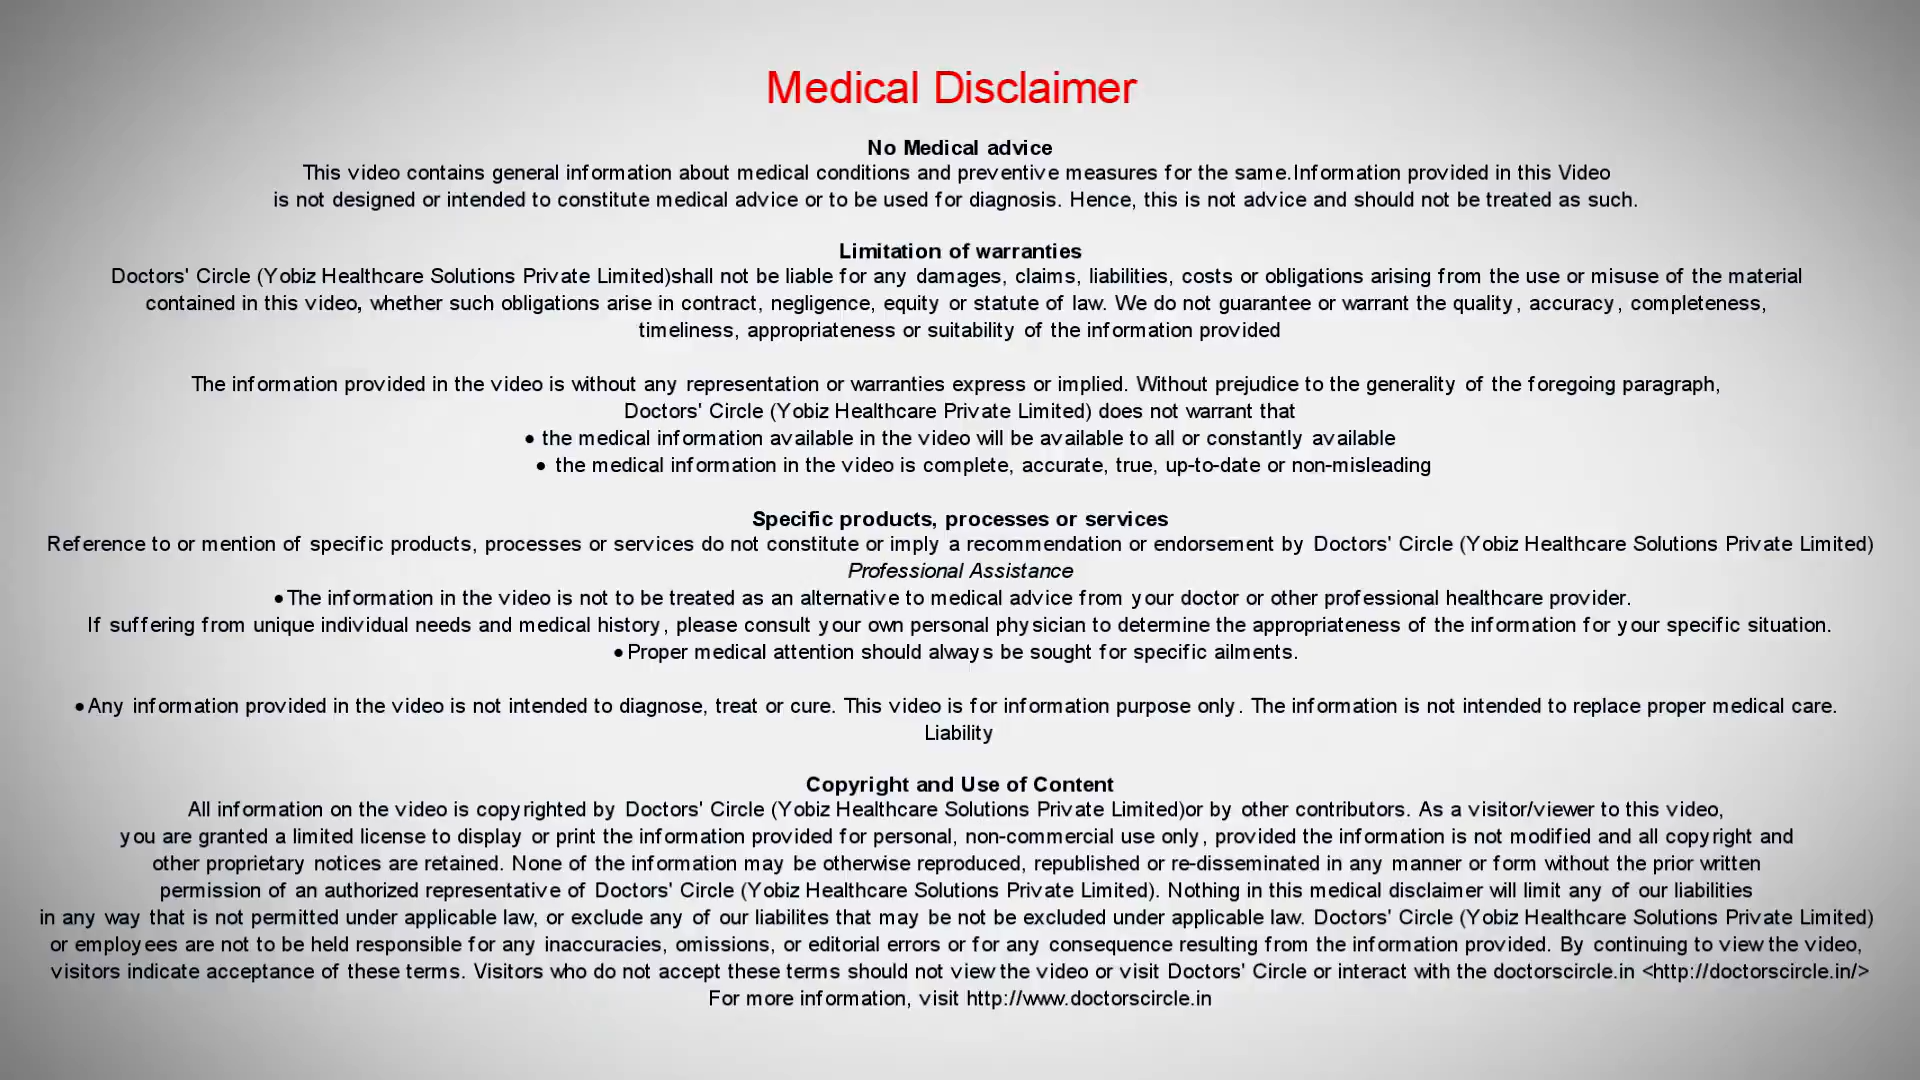 Medical Disclaimer
No Medical advice
This video contains general information about medical conditions and preventive measures for the same.Information provided in this Video
is not designed or intended to constitute medical advice or to be used for diagnosis. Hence, this is not advice and should not be treated as such.
Limitation of warranties
Doctors' Circle (Yobiz Healthcare Solutions Private Limited)shall not be liable for any damages, claims, liabilities, costs or obligations arising from the use or misuse of the material
contained in this video, whether such obligations arise in contract, negligence, equity or statute of law. We do not guarantee or warrant the quality, accuracy, completeness,
timeliness, appropriateness or suitability of the information provided
The information provided in the video is without any representation or warranties express or implied. Without prejudice to the generality of the foregoing paragraph,
Doctors' Circle (Yobiz Healthcare Private Limited) does not warrant that
• the medical information available in the video will be available to all or constantly available
• the medical information in the video is complete, accurate, true, up-to-date or non-misleading
Specific products, processes or services
Reference to or mention of specific products, processes or services do not constitute or imply a recommendation or endorsement by Doctors' Circle (Yobiz Healthcare Solutions Private Limited)
Professional Assistance
•The information in the video is not to be treated as an alternative to medical advice from your doctor or other professional healthcare provider.
If suffering from unique individual needs and medical history, please consult your own personal physician to determine the appropriateness of the information for your specific situation.
•Proper medical attention should always be sought for specific ailments.
•Any information provided in the video is not intended to diagnose, treat or cure. This video is for information purpose only. The information is not intended to replace proper medical care.
Liability
Copyright and Use of Content
All information on the video is copyrighted by Doctors' Circle (Yobiz Healthcare Solutions Private Limited)or by other contributors. As a visitor/viewer to this video,
you are granted a limited license to display or print the information provided for personal, non-commercial use only, provided the information is not modified and all copyright and
other proprietary notices are retained. None of the information may be otherwise reproduced, republished or re-disseminated in any manner or form without the prior written
permission of an authorized representative of Doctors' Circle (Yobiz Healthcare Solutions Private Limited). Nothing in this medical disclaimer will limit any of our liabilities
in any way that is not permitted under applicable law, or exclude any of our liabilites that may be not be excluded under applicable law. Doctors' Circle (Yobiz Healthcare Solutions Private Limited)
or employees are not to be held responsible for any inaccuracies, omissions, or editorial errors or for any consequence resulting from the information provided. By continuing to view the video,
visitors indicate acceptance of these terms. Visitors who do not accept these terms should not view the video or visit Doctors' Circle or interact with the doctorscircle.in <http://doctorscircle.in/>
For more information, visit http://www.doctorscircle.in